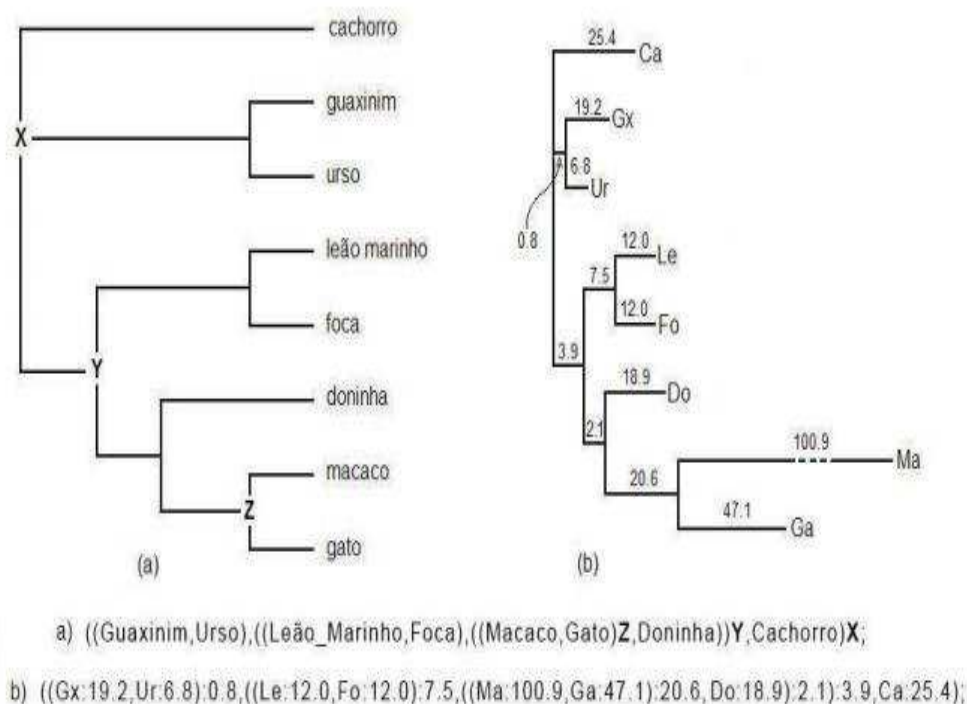 cachorro
guaxinim
X
urso
leão marinho
foca
Y
doninha
macaco
Z
gato
(a)
25.4
Ca
19.2
Gx
6.8
Ur
0.8
12.0
Le
7.5
12.0
Fo
3.9
18.9
Do
2.1
100.9
Ma
20.6
47.1
Ga
(b)
a) ((Guaxinim,Urso),((Leão_Marinho,Foca),((Macaco,Gato)Z,Doninha))Y,Cachorro)X;
b) ((Gx:19.2,Ur:6.8):0.8,((Le:12.0,Fo:12.0):7.5,((Ma:100.9,Ga:47.1):20.6,Do:18.9):2.1):3.9,Ca:25.4);